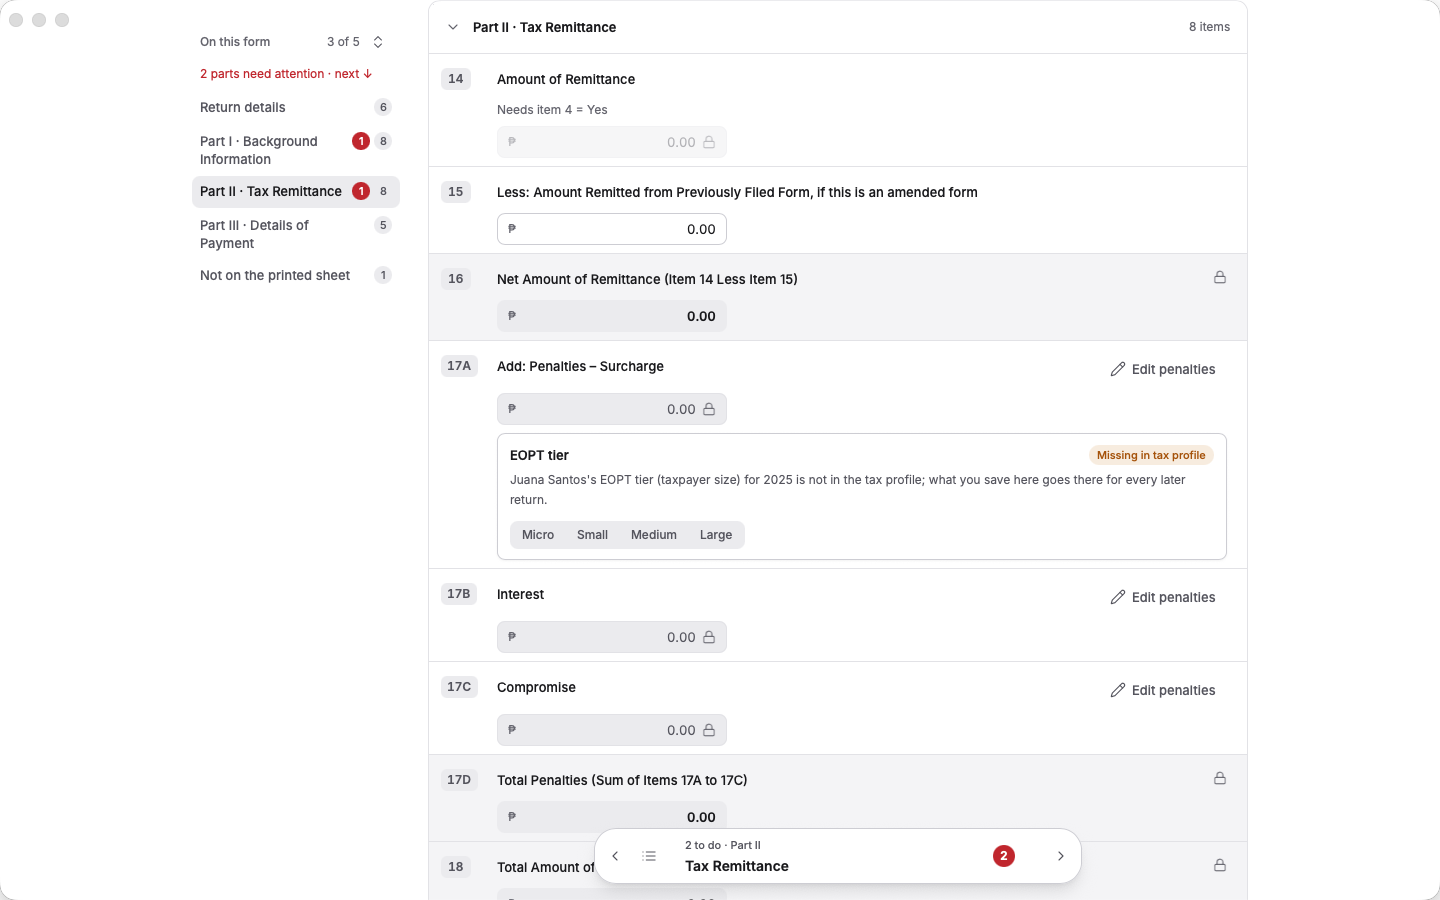 On this form
3 of 5
2 parts need attention · next ↓
Return details
6
Part I · Background
Information
1
8
Part II · Tax Remittance
1
8
Part III · Details of
Payment
5
Not on the printed sheet
1
Part II · Tax Remittance
8 items
14
Amount of Remittance
Needs item 4 = Yes
₱
0.00
15
Less: Amount Remitted from Previously Filed Form, if this is an amended form
₱
0.00
16
Net Amount of Remittance (Item 14 Less Item 15)
₱
0.00
17A
Add: Penalties – Surcharge
Edit penalties
₱
0.00
EOPT tier
Missing in tax profile
Juana Santos's EOPT tier (taxpayer size) for 2025 is not in the tax profile; what you save here goes there for every later
return.
Micro
Small
Medium
Large
17B
Interest
Edit penalties
₱
0.00
17C
Compromise
Edit penalties
₱
0.00
17D
Total Penalties (Sum of Items 17A to 17C)
₱
0.00
18
Total Amount of
2 to do · Part II
Tax Remittance
2